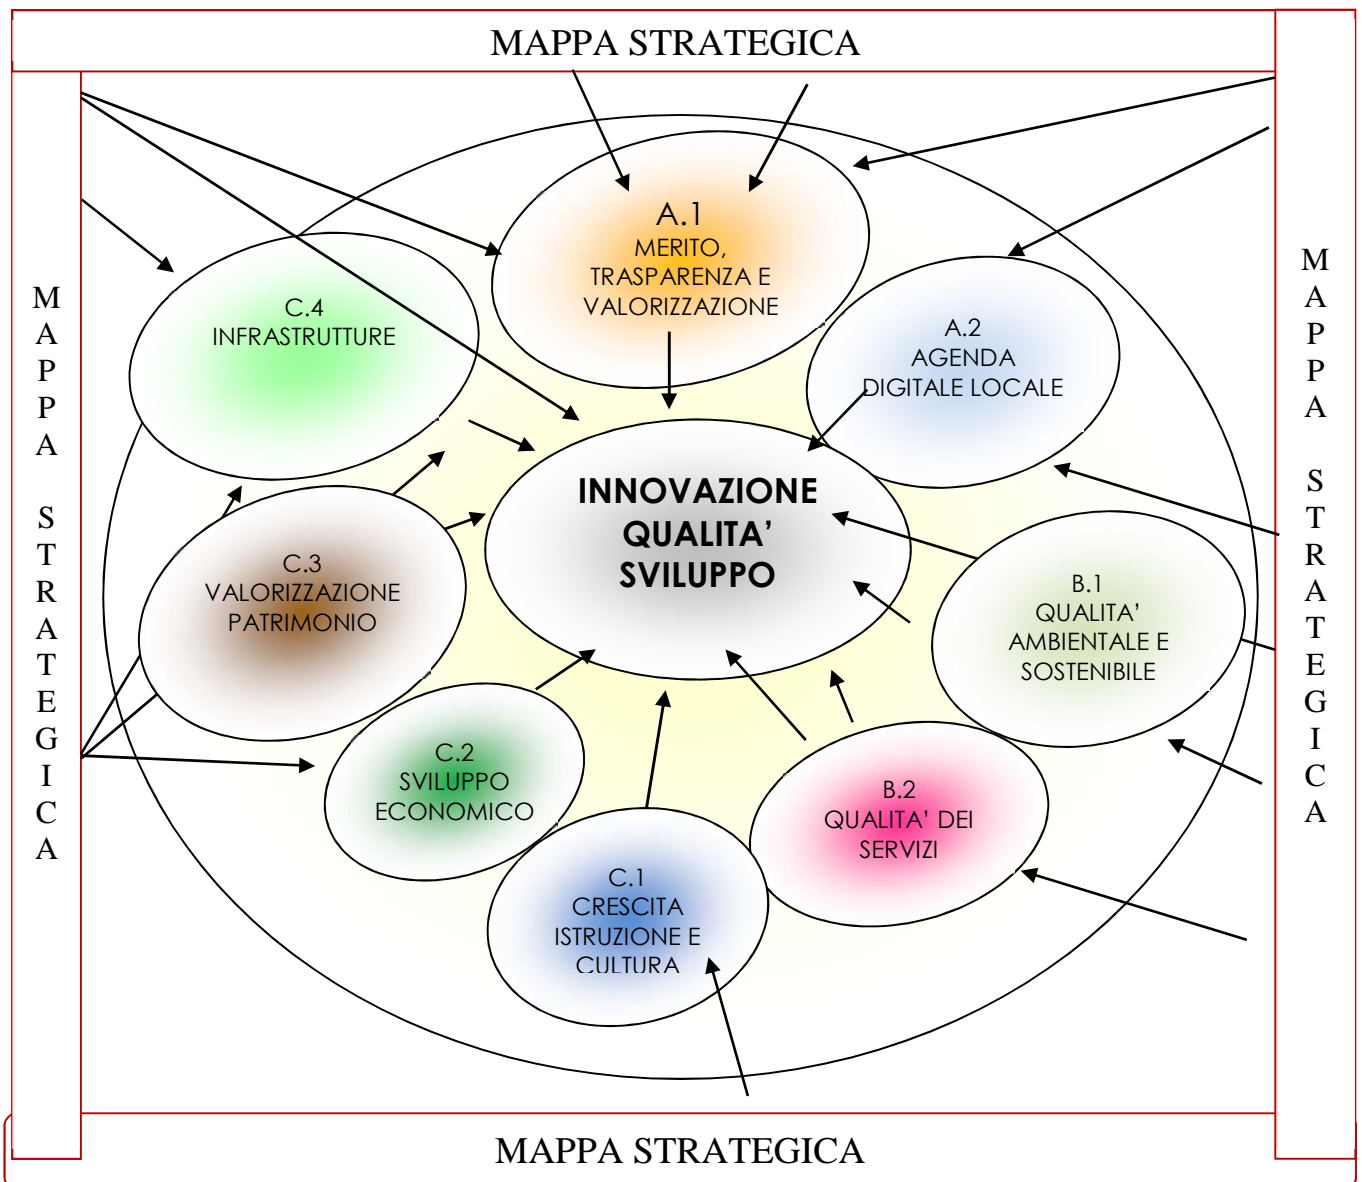 MAPPA STRATEGICA
M
A
P
P
A
S
T
R
A
T
E
G
I
C
A
A.1
MERITO,
TRASPARENZA E
VALORIZZAZIONE
C.4
INFRASTRUTTURE
A.2
AGENDA
DIGITALE LOCALE
INNOVAZIONE
QUALITA’
SVILUPPO
C.3
VALORIZZAZIONE
PATRIMONIO
B.1
QUALITA’
AMBIENTALE E
SOSTENIBILE
C.2
SVILUPPO
ECONOMICO
B.2
QUALITA’ DEI
SERVIZI
C.1
CRESCITA
ISTRUZIONE E
CULTURA
M
A
P
P
A
S
T
R
A
T
E
G
I
C
A
MAPPA STRATEGICA